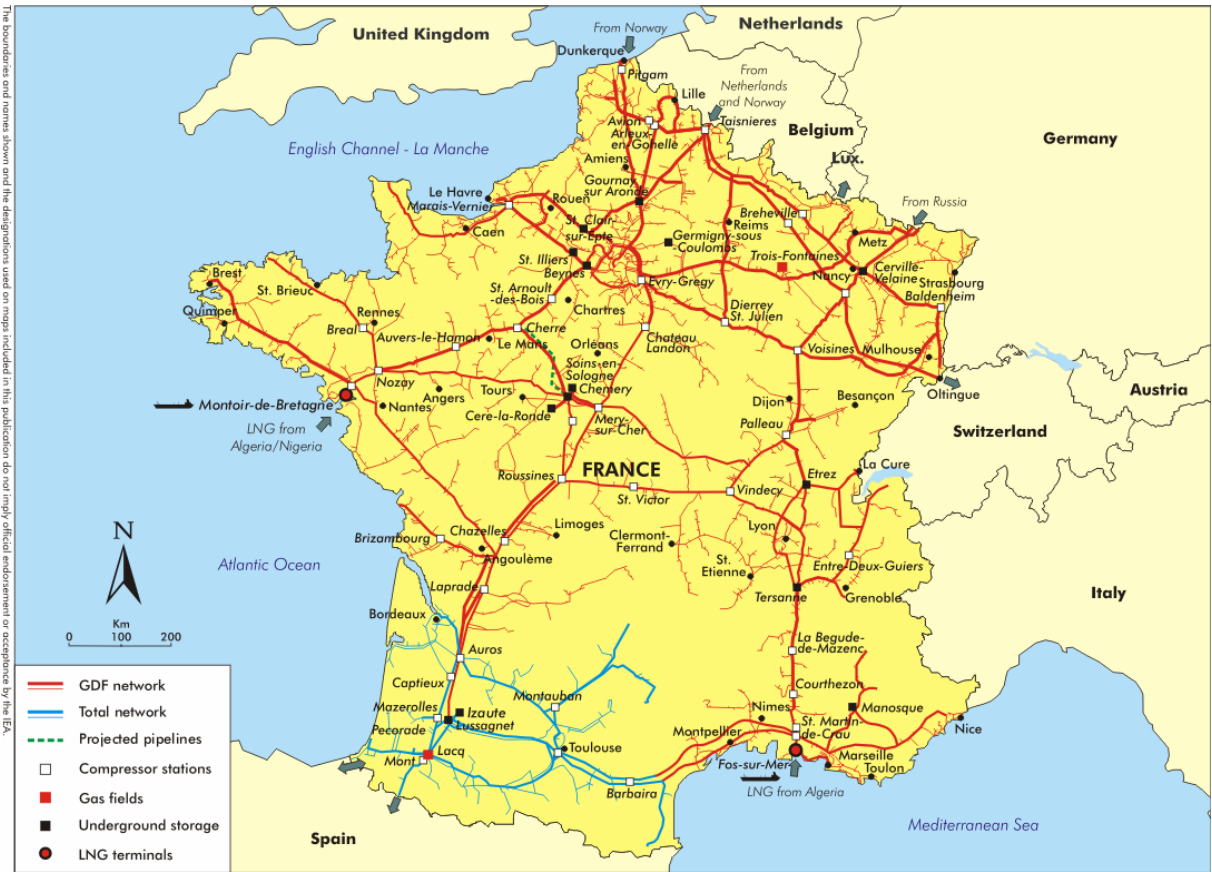 The boundaries and names shown and the designations used on maps included in this publication do not imply official endorsement or acceptance by the IEA.
United Kingdom
Netherlands
From Norway
Dunkerque
Pitgam
From
Netherlands
and Norway
Lille
Taisnieres
Belgium
Germany
Avion
Arleux-
en-Gohelle
English Channel - La Manche
Lux.
Amiens
Gournay
sur Aronde
Le Havre
Marais-Vernier
Rouen
Breheville
From Russia
St. Clair-
sur-Epte
Reims
Caen
Germigny-sous
-Coulombs
Metz
St. Illiers
Beynes
Trois-Fontaines
Cerville-
Velaine
Nancy
Brest
Strasbourg
St. Brieuc
St. Arnoult
-des-Bois
Evry-Gregy
Baldenheim
Quimper
Rennes
Chartres
Dierrey
St. Julien
Breal
Cherre
Auvers-le-Hamon
Le Mans
Orléans
Chateau
Landon
Voisines
Mulhouse
Soins-en-
Sologne
Nozay
Chemery
Oltingue
Austria
Angers
Tours
Dijon
Besançon
Montoir-de-Bretagne
Nantes
Cere-la-Ronde
Mery-
sur-Cher
Palleau
Switzerland
LNG from
Algeria/Nigeria
FRANCE
La Cure
Roussines
Etrez
St. Victor
Vindecy
N
Limoges
Lyon
Chazelles
Clermont-
Ferrand
Brizambourg
Angoulème
Atlantic Ocean
St.
Etienne
Entre-Deux-Guiers
Laprade
Tersanne
Grenoble
Italy
Bordeaux
Km
0 100 200
La Begude-
de-Mazenc
Auros
Captieux
Courthezon
Montauban
Mazerolles
Izaute
Lussagnet
Nimes
Manosque
Pecorade
St. Martin-
de-Crau
Nice
Montpellier
Toulouse
Lacq
Mont
Fos-sur-Mer
Marseille
Toulon
Barbaira
LNG from Algeria
Spain
Mediterranean Sea
GDF network
Total network
Projected pipelines
Compressor stations
Gas fields
Underground storage
LNG terminals